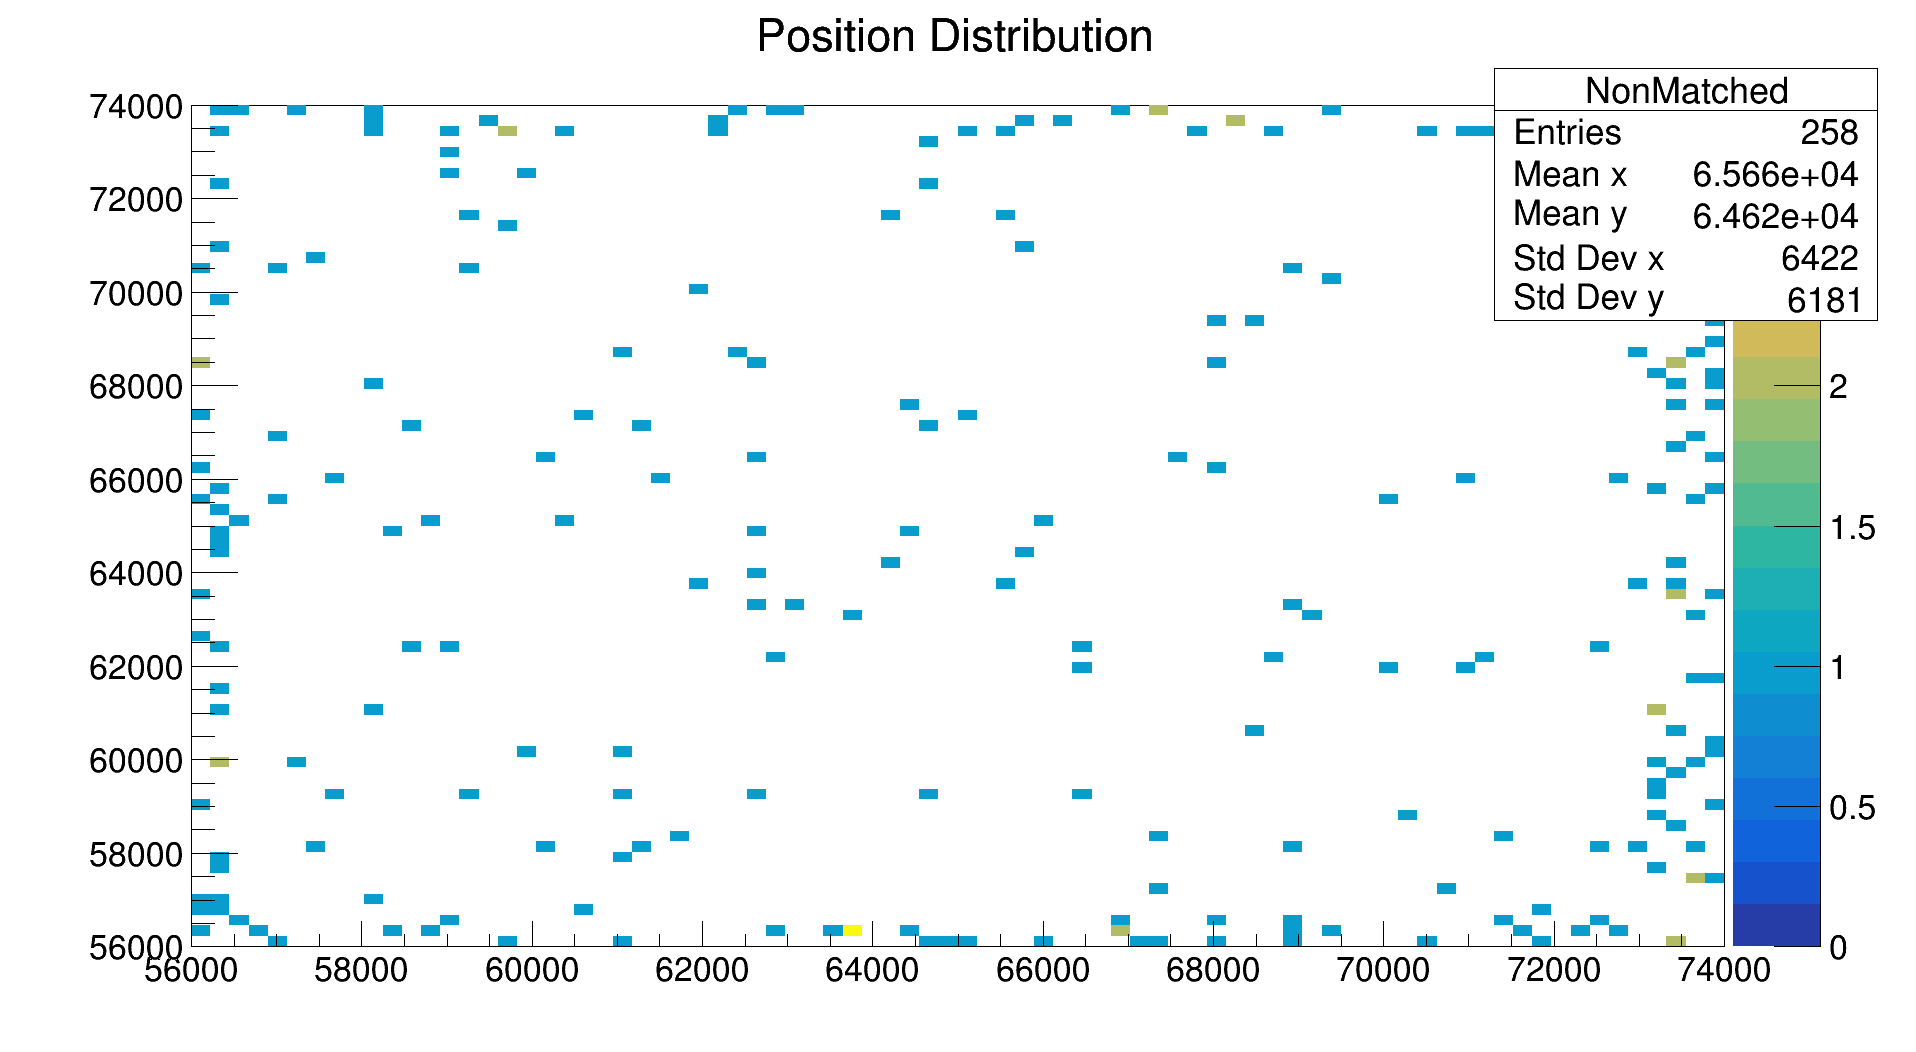 Position Distribution
NonMatched
Entries 258
Mean x 6.566e+04
Mean y 6.462e+04
Std Dev x 6422
Std Dev y 6181
74000
72000
70000
68000
66000
64000
62000
60000
58000
56000
56000 58000 60000 62000 64000 66000 68000 70000 72000 74000
2
1.5
1
0.5
0